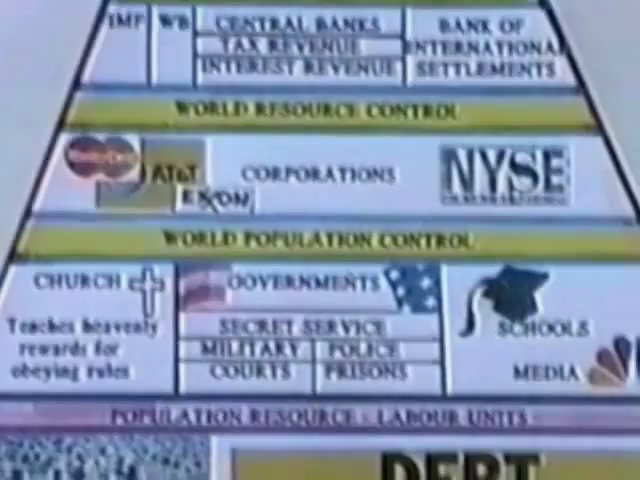 IMF WB CENTRAL BANKS BANK OF
TAX REVENUE INTERNATIONAL
INTEREST REVENUE SETTLEMENTS
WORLD RESOURCE CONTROL
MasterCard AT&T CORPORATIONS NYSE
EXXON
WORLD POPULATION CONTROL
CHURCH GOVERNMENTS
Teaches heavenly SECRET SERVICE SCHOOLS
rewards for MILITARY POLICE
obeying rules COURTS PRISONS MEDIA
POPULATION RESOURCE - LABOUR UNITS
DEBT